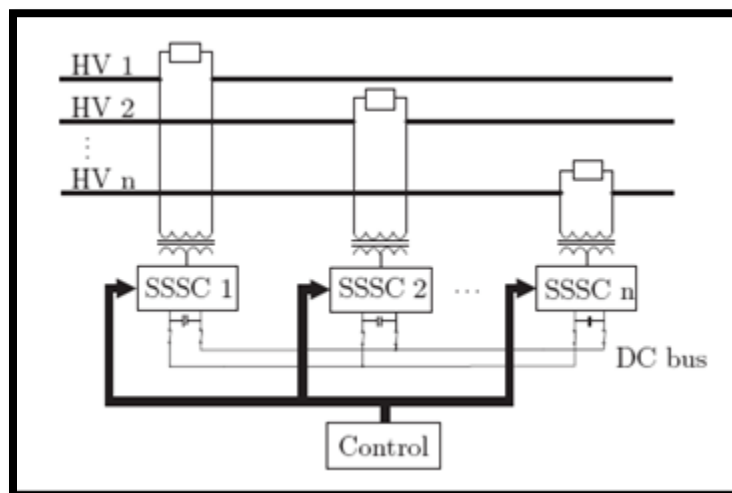 HV 1
HV 2
⋮
HV n
SSSC 1
SSSC 2
...
SSSC n
DC bus
Control